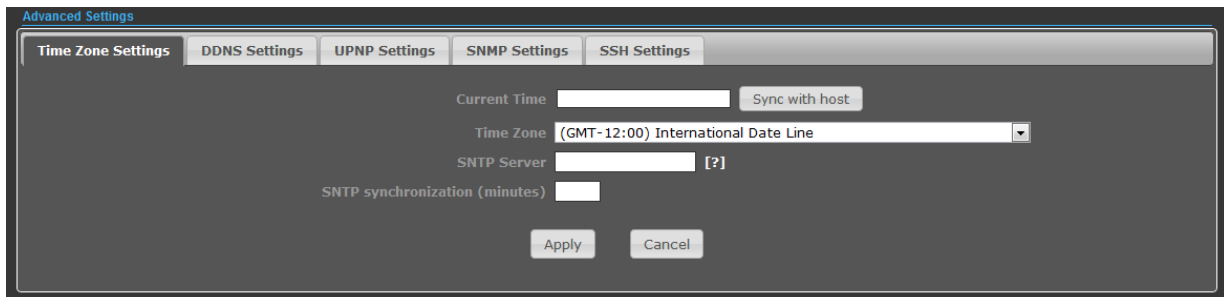 Advanced Settings
Time Zone Settings DDNS Settings UPNP Settings SNMP Settings SSH Settings
Current Time Sync with host
Time Zone (GMT-12:00) International Date Line
SNTP Server [?]
SNTP synchronization (minutes)
Apply Cancel